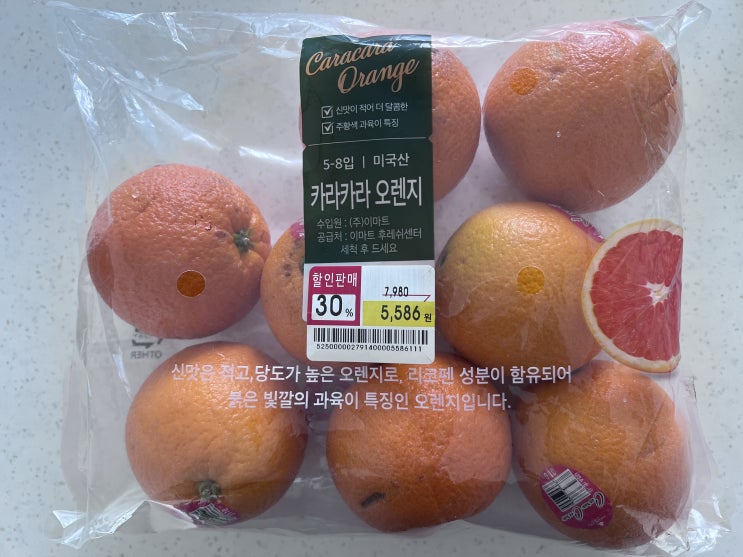 Caracara
Orange
신맛이 적어 더 달콤한
주황색 과육이 특징
5-8입 | 미국산
카라카라 오렌지
수입원 : (주)이마트
공급처 : 이마트 후레쉬센터
세척 후 드세요
할인판매
30%
7,980
5,586원
525000002791400005586111
신맛은 적고,당도가 높은 오렌지로, 리코펜 성분이 함유되어
붉은 빛깔의 과육이 특징인 오렌지입니다.
OTHER
Cara Cara